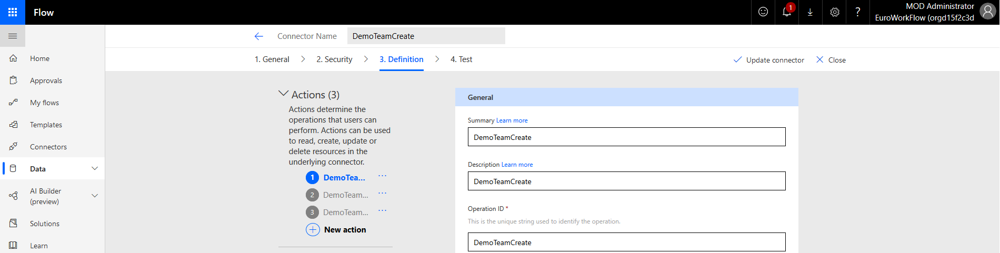 Flow
1
?
MOD Administrator
EuroWorkFlow (orgd15f2c3d
Connector Name
DemoTeamCreate
1. General
2. Security
3. Definition
4. Test
Update connector
Close
Home
Approvals
My flows
Templates
Connectors
Data
AI Builder
(preview)
Solutions
Learn
Actions (3)
Actions determine the
operations that users can
perform. Actions can be used
to read, create, update or
delete resources in the
underlying connector.
1 DemoTea... ...
2 DemoTeam... ...
3 DemoTeam... ...
New action
General
Summary Learn more
DemoTeamCreate
Description Learn more
DemoTeamCreate
Operation ID *
This is the unique string used to identify the operation.
DemoTeamCreate